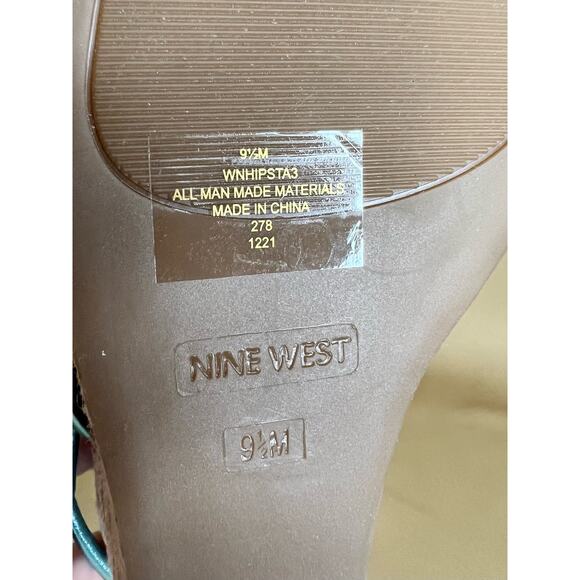 9½M
WNHIPSTA3
ALL MAN MADE MATERIALS
MADE IN CHINA
278
1221
NINE WEST
9½M